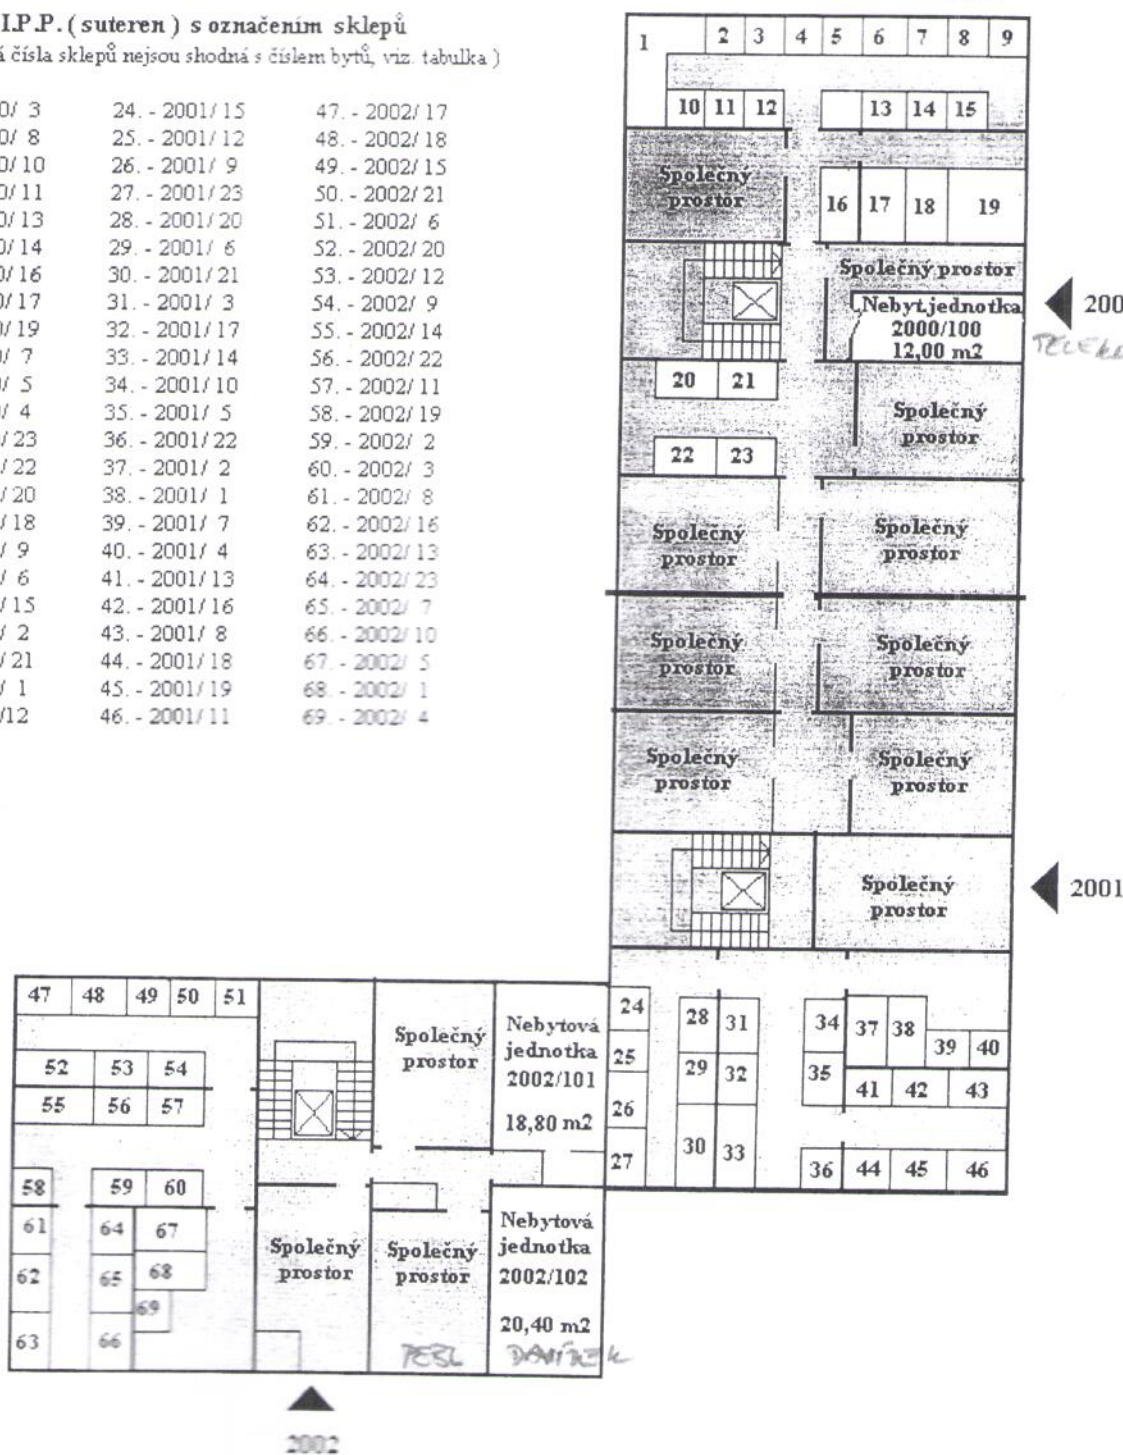 I.P.P. ( suteren ) s označením sklepů
á čísla sklepů nejsou shodná s číslem bytů, viz. tabulka )
0/ 3
0/ 8
0/ 10
0/ 11
0/ 13
0/ 14
0/ 16
0/ 17
0/ 19
/ 7
/ 5
/ 4
/ 23
/ 22
/ 20
/ 18
/ 9
/ 6
/ 15
/ 2
/ 21
/ 1
/12
24. - 2001/ 15
25. - 2001/ 12
26. - 2001/ 9
27. - 2001/ 23
28. - 2001/ 20
29. - 2001/ 6
30. - 2001/ 21
31. - 2001/ 3
32. - 2001/ 17
33. - 2001/ 14
34. - 2001/ 10
35. - 2001/ 5
36. - 2001/ 22
37. - 2001/ 2
38. - 2001/ 1
39. - 2001/ 7
40. - 2001/ 4
41. - 2001/ 13
42. - 2001/ 16
43. - 2001/ 8
44. - 2001/ 18
45. - 2001/ 19
46. - 2001/ 11
47. - 2002/ 17
48. - 2002/ 18
49. - 2002/ 15
50. - 2002/ 21
51. - 2002/ 6
52. - 2002/ 20
53. - 2002/ 12
54. - 2002/ 9
55. - 2002/ 14
56. - 2002/ 22
57. - 2002/ 11
58. - 2002/ 19
59. - 2002/ 2
60. - 2002/ 3
61. - 2002/ 8
62. - 2002/ 16
63. - 2002/ 13
64. - 2002/ 23
65. - 2002/ 7
66. - 2002/ 10
67. - 2002/ 5
68. - 2002/ 1
69. - 2002/ 4
1 2 3 4 5 6 7 8 9
10 11 12 13 14 15
Společný
prostor
16 17 18 19
Společný prostor
Nebyt.jednotka
2000/100
12,00 m2
200
20 21
Společný
prostor
22 23
Společný
prostor
Společný
prostor
Společný
prostor
Společný
prostor
Společný
prostor
Společný
prostor
Společný
prostor
2001
24 28 31 34 37 38
39 40
25 29 32 35
41 42 43
26
27 30 33 36 44 45 46
47 48 49 50 51
52 53 54
55 56 57
58 59 60
61 64 67
62 65 68
69
63 66
Společný
prostor
Nebytová
jednotka
2002/101
18,80 m2
Společný
prostor
Společný
prostor
Nebytová
jednotka
2002/102
20,40 m2
2002